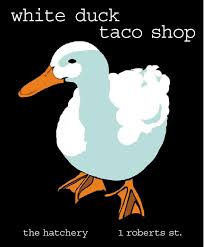 white duck
taco shop
the hatchery 1 roberts st.